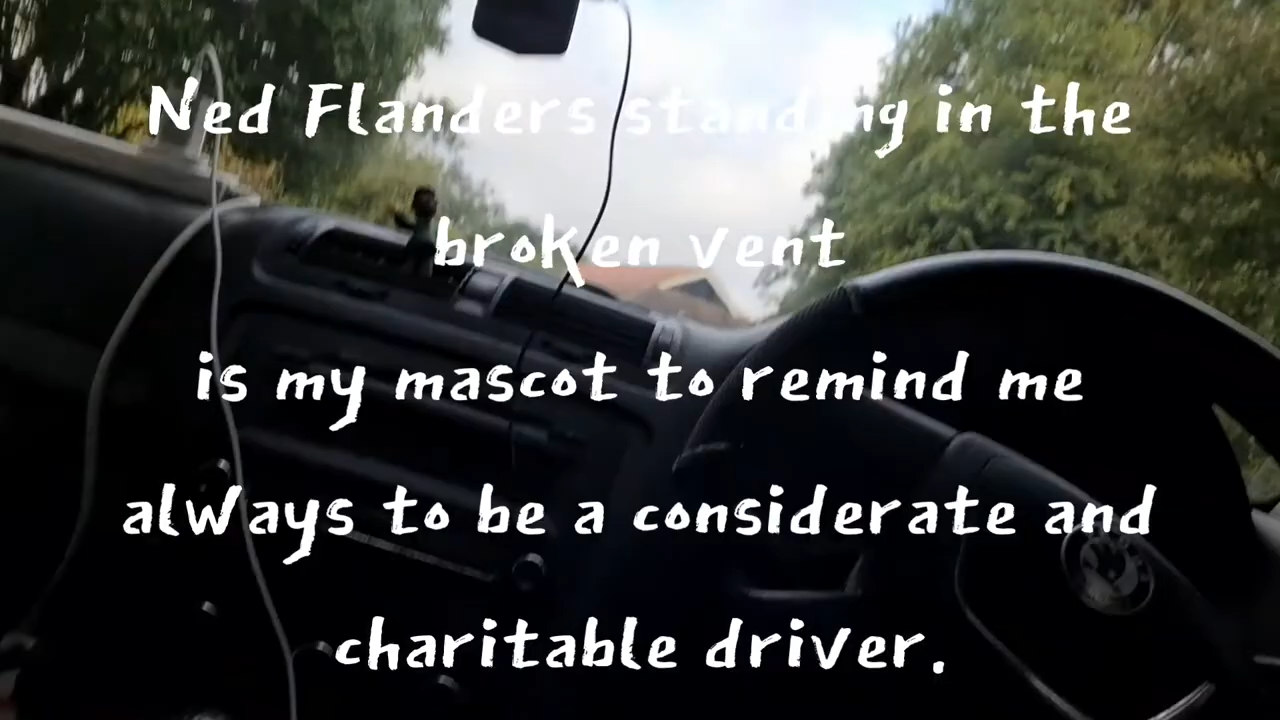 Ned Flanders standing in the
broken vent
is my mascot to remind me
always to be a considerate and
charitable driver.